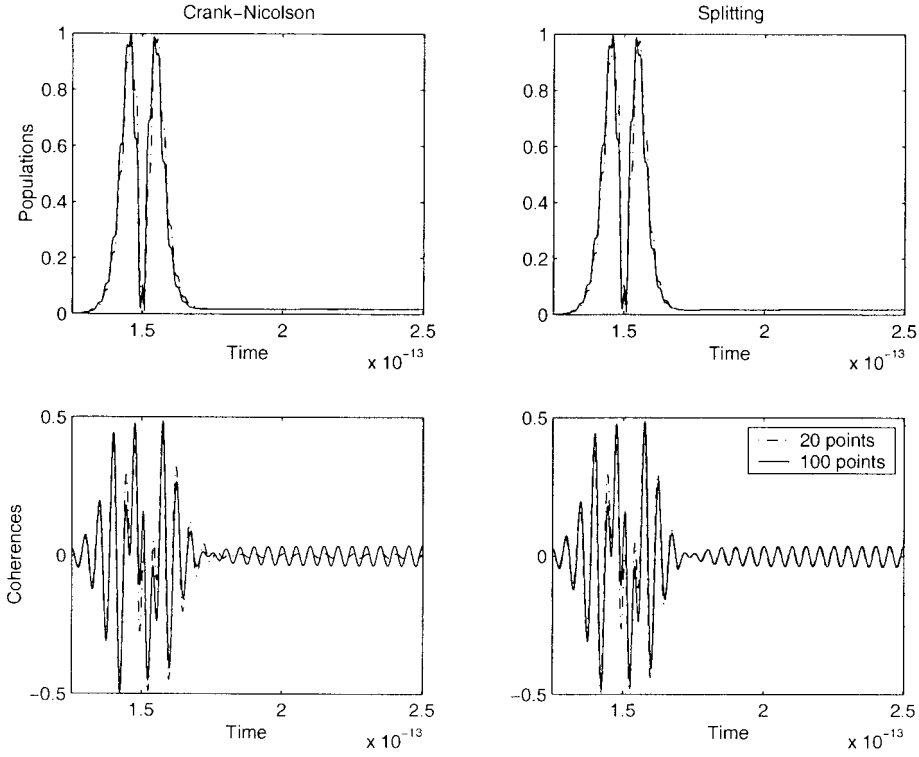 Crank–Nicolson
Populations
1
0.8
0.6
0.4
0.2
0
1.5
2
2.5
Time
x 10⁻¹³
Splitting
1
0.8
0.6
0.4
0.2
0
1.5
2
2.5
Time
x 10⁻¹³
Coherences
0.5
0
−0.5
1.5
2
2.5
Time
x 10⁻¹³
0.5
0
−0.5
20 points
100 points
1.5
2
2.5
Time
x 10⁻¹³